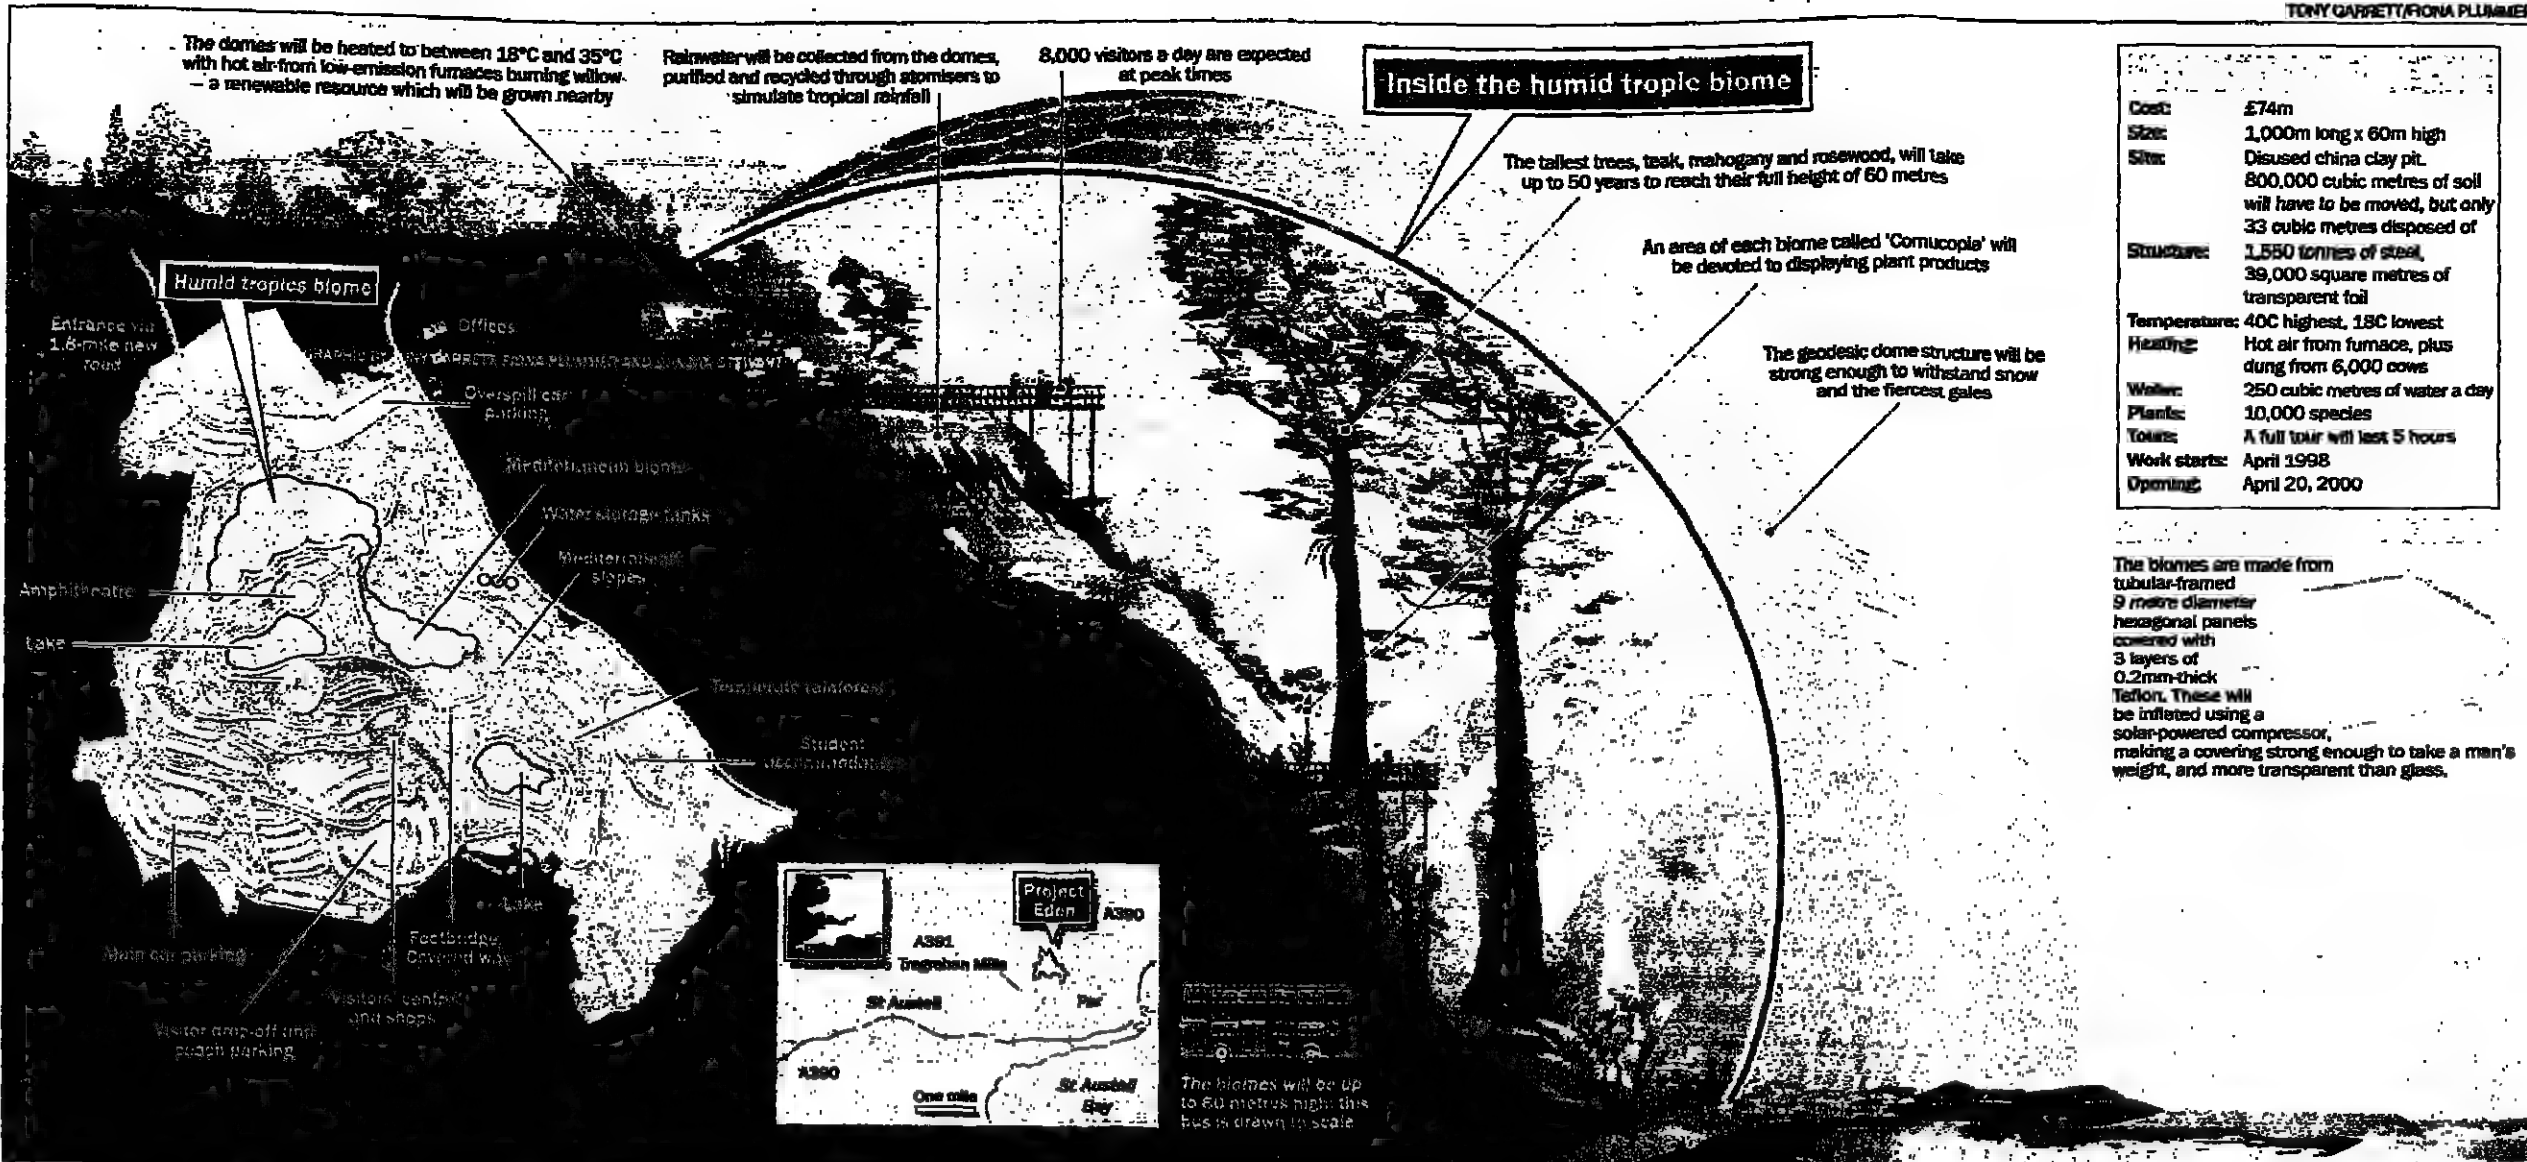 TONY GARRETT/FIONA PLUMMER
The domes will be heated to between 18°C and 35°C
with hot air from low-emission furnaces burning willow
– a renewable resource which will be grown nearby
Rainwater will be collected from the domes,
purified and recycled through atomisers to
simulate tropical rainfall
8,000 visitors a day are expected
at peak times
Inside the humid tropic biome
The tallest trees, teak, mahogany and rosewood, will take
up to 50 years to reach their full height of 60 metres
An area of each biome called 'Cornucopia' will
be devoted to displaying plant products
The geodesic dome structure will be
strong enough to withstand snow
and the fiercest gales
Cost: £74m
Size: 1,000m long x 60m high
Site: Disused china clay pit.
800,000 cubic metres of soil
will have to be moved, but only
33 cubic metres disposed of
Structure: 1,550 tonnes of steel,
39,000 square metres of
transparent foil
Temperature: 40C highest, 18C lowest
Heating: Hot air from furnace, plus
dung from 6,000 cows
Water: 250 cubic metres of water a day
Plants: 10,000 species
Tours: A full tour will last 5 hours
Work starts: April 1998
Opening: April 20, 2000
The biomes are made from
tubular-framed
9 metre diameter
hexagonal panels
covered with
3 layers of
0.2mm-thick
Teflon. These will
be inflated using a
solar-powered compressor,
making a covering strong enough to take a man's
weight, and more transparent than glass.
Humid tropics biome
Entrance via
1.8-mile new
road
Offices
Overspill car
parking
Mediterranean biome
Water storage tanks
Mediterranean
slopes
Amphitheatre
Lake
Temperate rainforest
Student
accommodation
Lake
Main car parking
Footbridge
Covered way
Visitors' centre
and shops
Visitor drop-off and
coach parking
Project
Eden
A390
A391
Tregrehan Mills
St Austell
Par
A390
One mile
St Austell
Bay
The biomes will be up
to 60 metres high: this
bus is drawn to scale